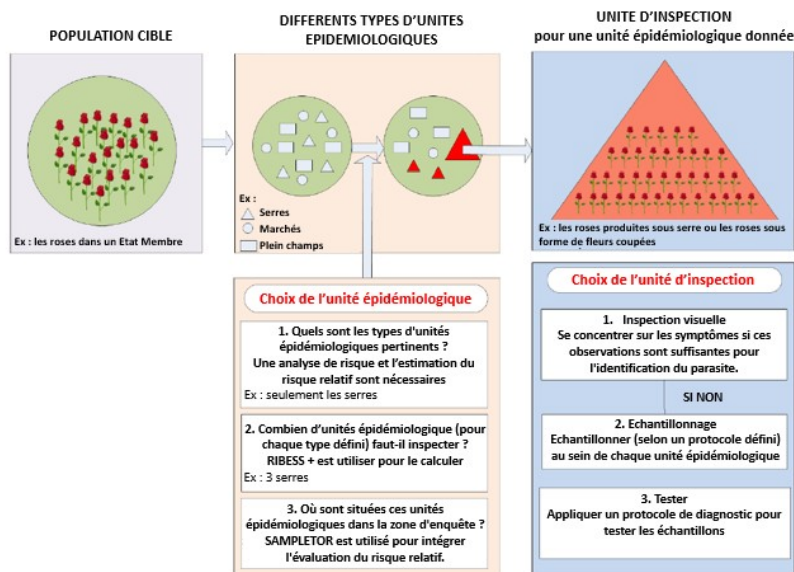 POPULATION CIBLE
Ex : les roses dans un Etat Membre
DIFFERENTS TYPES D'UNITES
EPIDEMIOLOGIQUES
Ex :
Serres
Marchés
Plein champs
UNITE D'INSPECTION
pour une unité épidémiologique donnée
Ex : les roses produites sous serre ou les roses sous
forme de fleurs coupées
Choix de l'unité épidémiologique
1. Quels sont les types d'unités
épidémiologiques pertinents ?
Une analyse de risque et l'estimation du
risque relatif sont nécessaires
Ex : seulement les serres
2. Combien d'unités épidémiologique (pour
chaque type défini) faut-il inspecter ?
RIBESS + est utiliser pour le calculer
Ex : 3 serres
3. Où sont situées ces unités
épidémiologiques dans la zone d'enquête ?
SAMPLETOR est utilisé pour intégrer
l'évaluation du risque relatif.
Choix de l'unité d'inspection
1. Inspection visuelle
Se concentrer sur les symptômes si ces
observations sont suffisantes pour
l'identification du parasite.
SI NON
2. Echantillonnage
Echantillonner (selon un protocole défini)
au sein de chaque unité épidémiologique
3. Tester
Appliquer un protocole de diagnostic pour
tester les échantillons